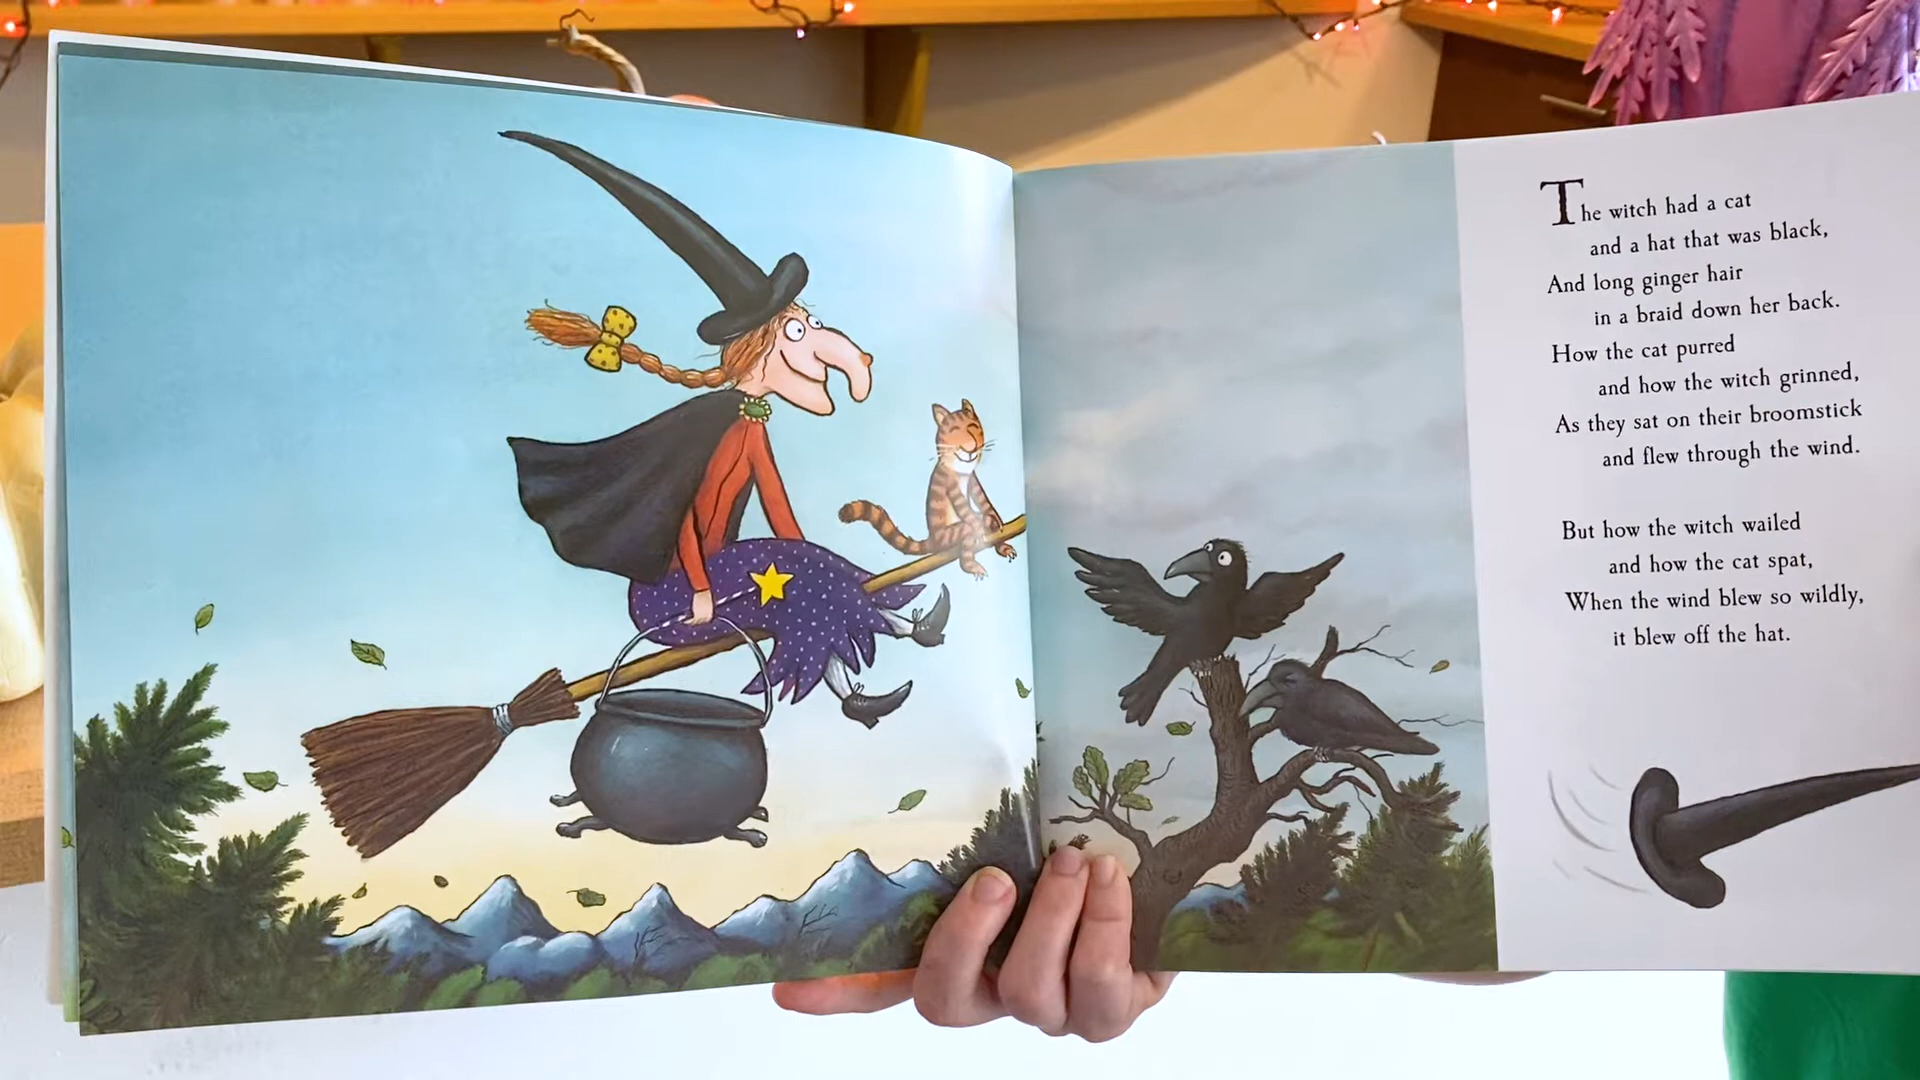 The witch had a cat
and a hat that was black,
And long ginger hair
in a braid down her back.
How the cat purred
and how the witch grinned,
As they sat on their broomstick
and flew through the wind.
But how the witch wailed
and how the cat spat,
When the wind blew so wildly,
it blew off the hat.